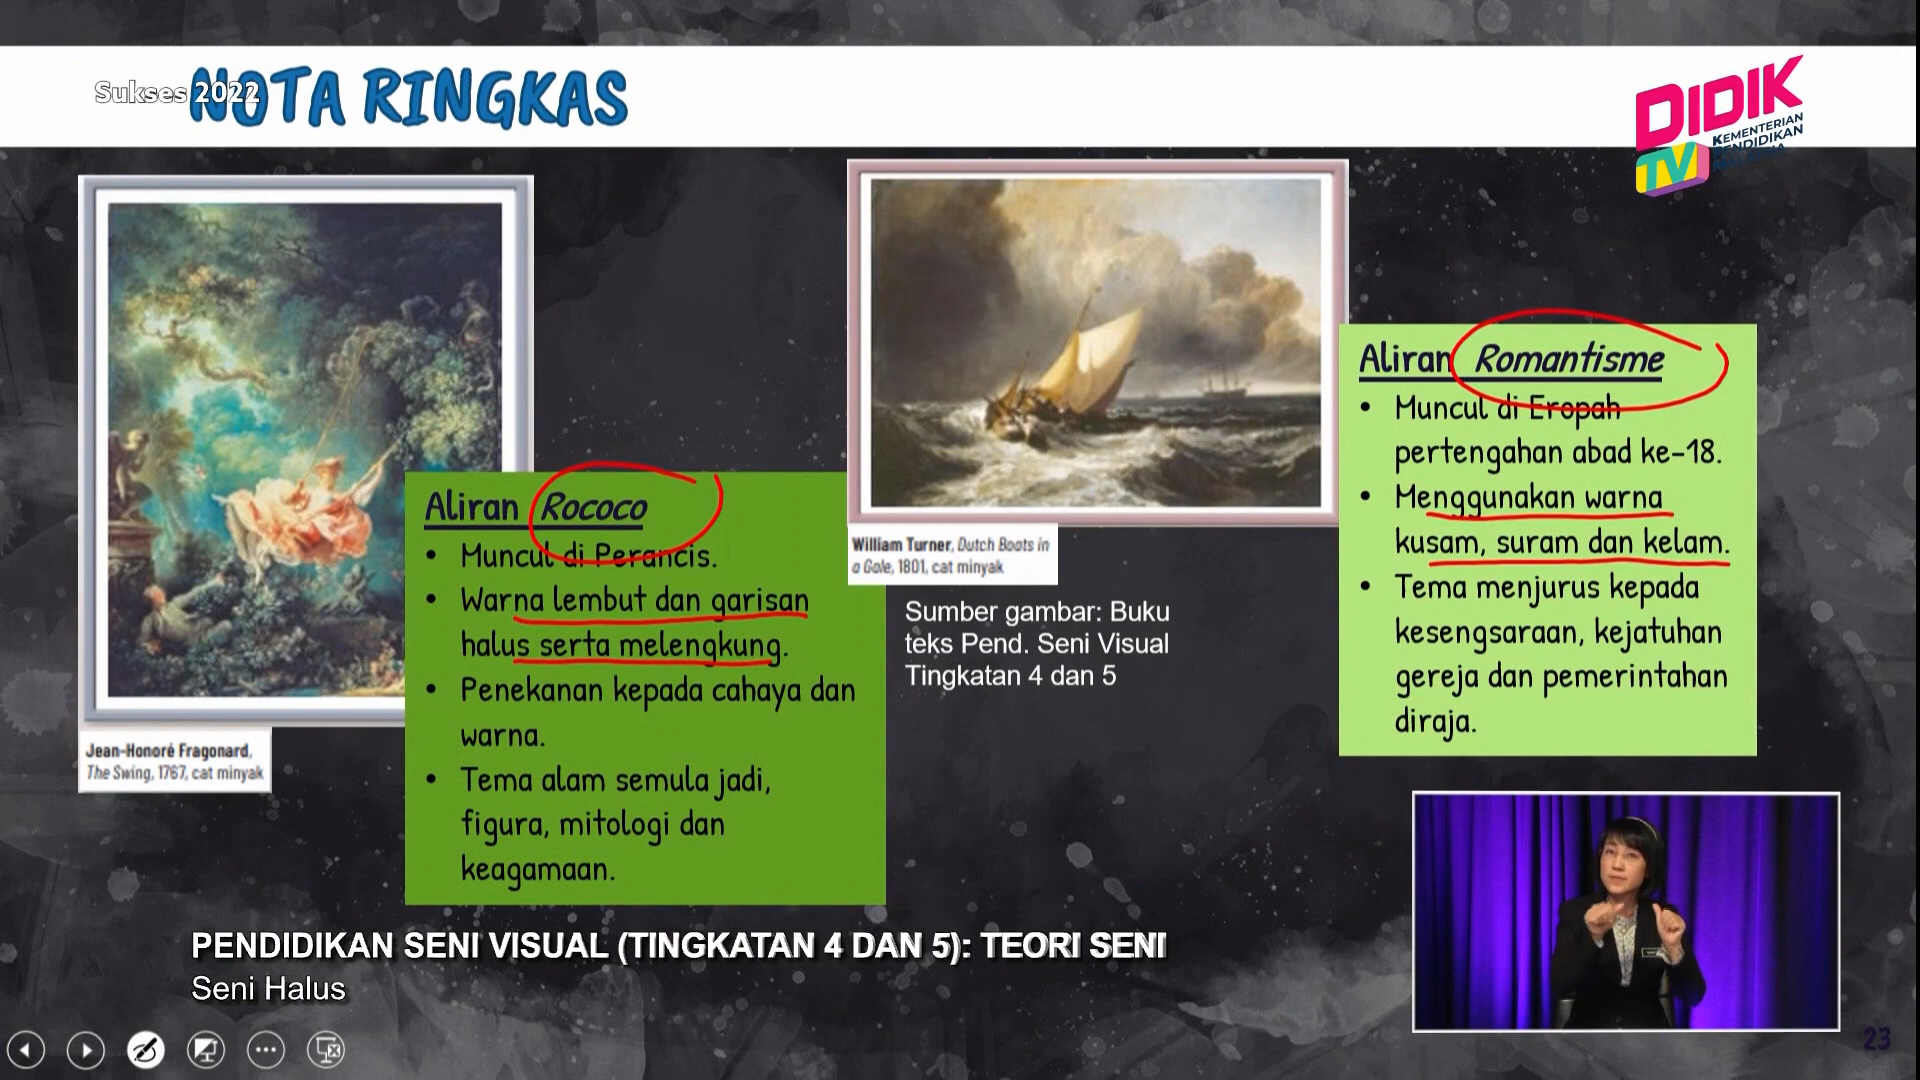 Sukses 2022
NOTA RINGKAS
DIDIK
TV
KEMENTERIAN
PENDIDIKAN
Aliran Romantisme
• Muncul di Eropah
pertengahan abad ke-18.
• Menggunakan warna
kusam, suram dan kelam.
• Tema menjurus kepada
kesengsaraan, kejatuhan
gereja dan pemerintahan
diraja.
Aliran Rococo
• Muncul di Perancis.
• Warna lembut dan garisan
halus serta melengkung.
• Penekanan kepada cahaya dan
warna.
• Tema alam semula jadi,
figura, mitologi dan
keagamaan.
William Turner, Dutch Boats in
a Gale, 1801, cat minyak
Sumber gambar: Buku
teks Pend. Seni Visual
Tingkatan 4 dan 5
Jean-Honoré Fragonard,
The Swing, 1767, cat minyak
PENDIDIKAN SENI VISUAL (TINGKATAN 4 DAN 5): TEORI SENI
Seni Halus
23